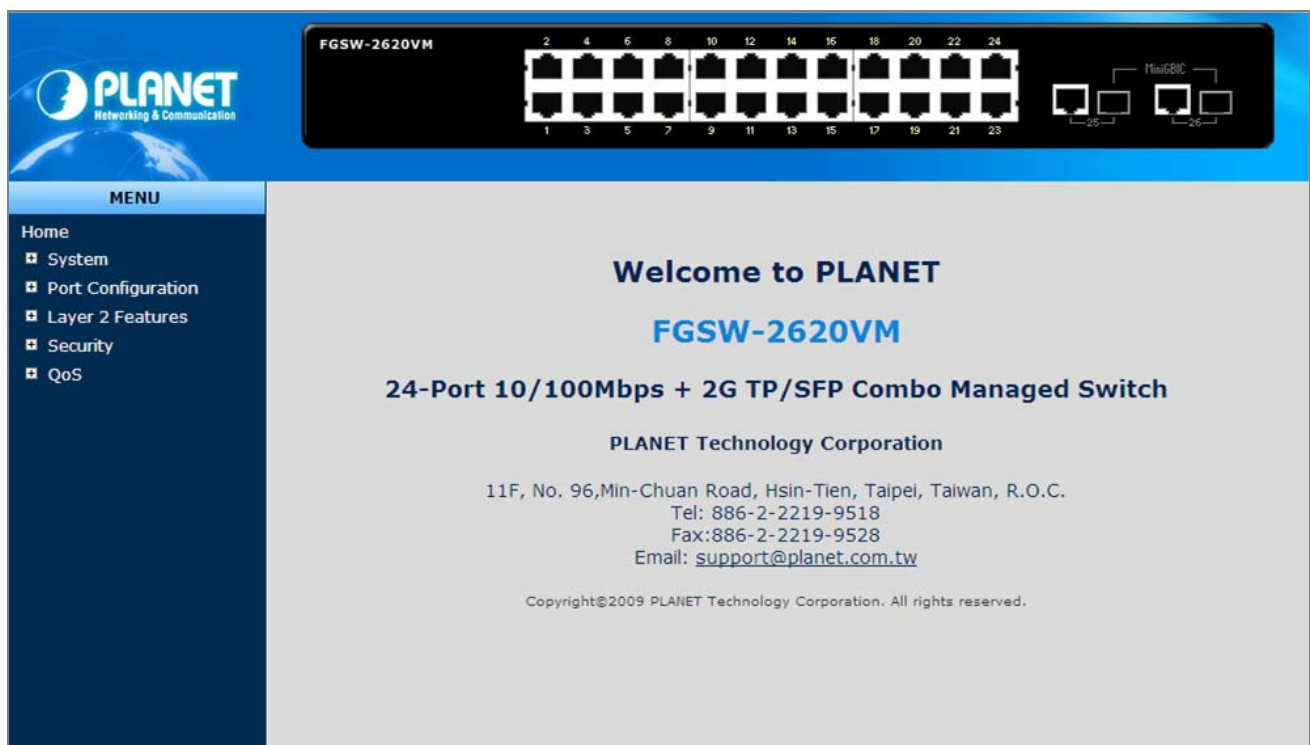 PLANET
Networking & Communication
FGSW-2620VM
2 4 6 8 10 12 14 16 18 20 22 24
MiniGBIC
1 3 5 7 9 11 13 15 17 19 21 23
25 26
MENU
Home
System
Port Configuration
Layer 2 Features
Security
QoS
Welcome to PLANET
FGSW-2620VM
24-Port 10/100Mbps + 2G TP/SFP Combo Managed Switch
PLANET Technology Corporation
11F, No. 96,Min-Chuan Road, Hsin-Tien, Taipei, Taiwan, R.O.C.
Tel: 886-2-2219-9518
Fax:886-2-2219-9528
Email: support@planet.com.tw
Copyright©2009 PLANET Technology Corporation. All rights reserved.